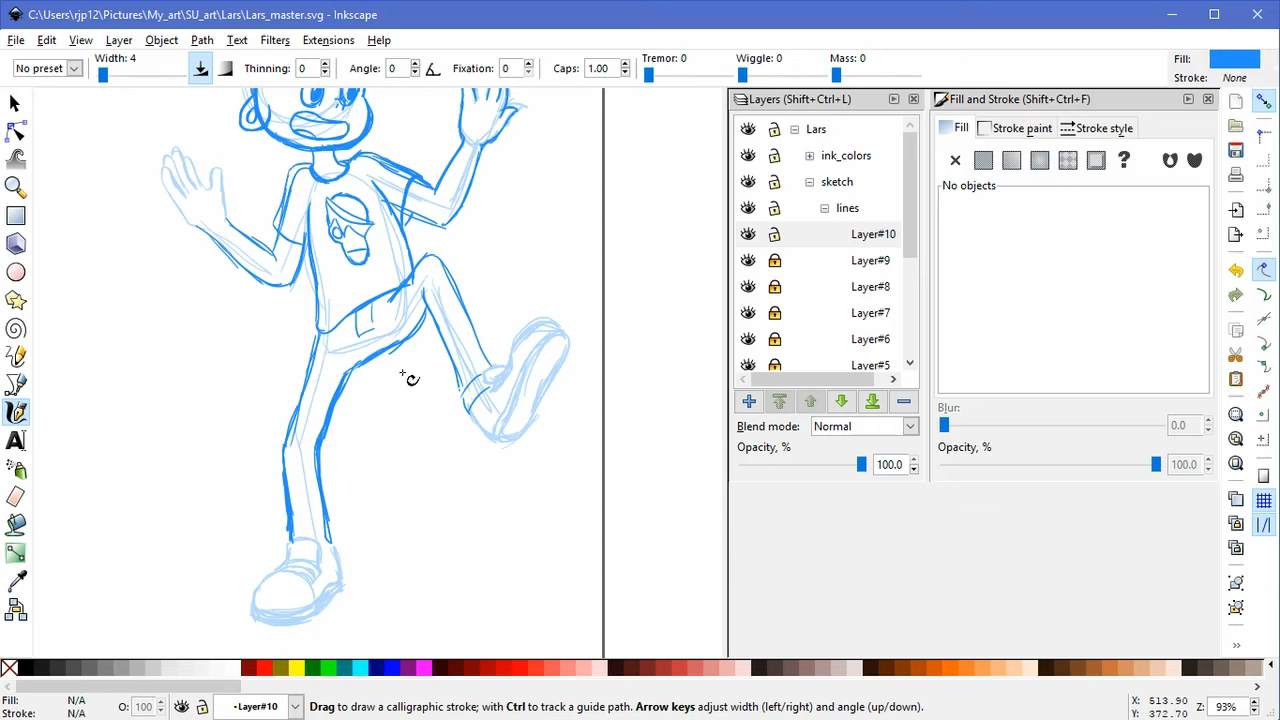 C:\Users\rjp12\Pictures\My_art\SU_art\Lars\Lars_master.svg - Inkscape
File Edit View Layer Object Path Text Filters Extensions Help
No preset Width: 4 Thinning: 0 Angle: 0 Fixation: 0 Caps: 1.00 Tremor: 0 Wiggle: 0 Mass: 0 Fill:
Stroke: None
Layers (Shift+Ctrl+L)
Lars
ink_colors
sketch
lines
Layer#10
Layer#9
Layer#8
Layer#7
Layer#6
Layer#5
Blend mode: Normal
Opacity, %
100.0
Fill and Stroke (Shift+Ctrl+F)
Fill Stroke paint Stroke style
?
No objects
Blur:
0.0
Opacity, %
100.0
Fill: N/A O: 100 Layer#10 Drag to draw a calligraphic stroke; with Ctrl to track a guide path. Arrow keys adjust width (left/right) and angle (up/down). X: 513.90 Z: 93%
Stroke: N/A Y: 372.70